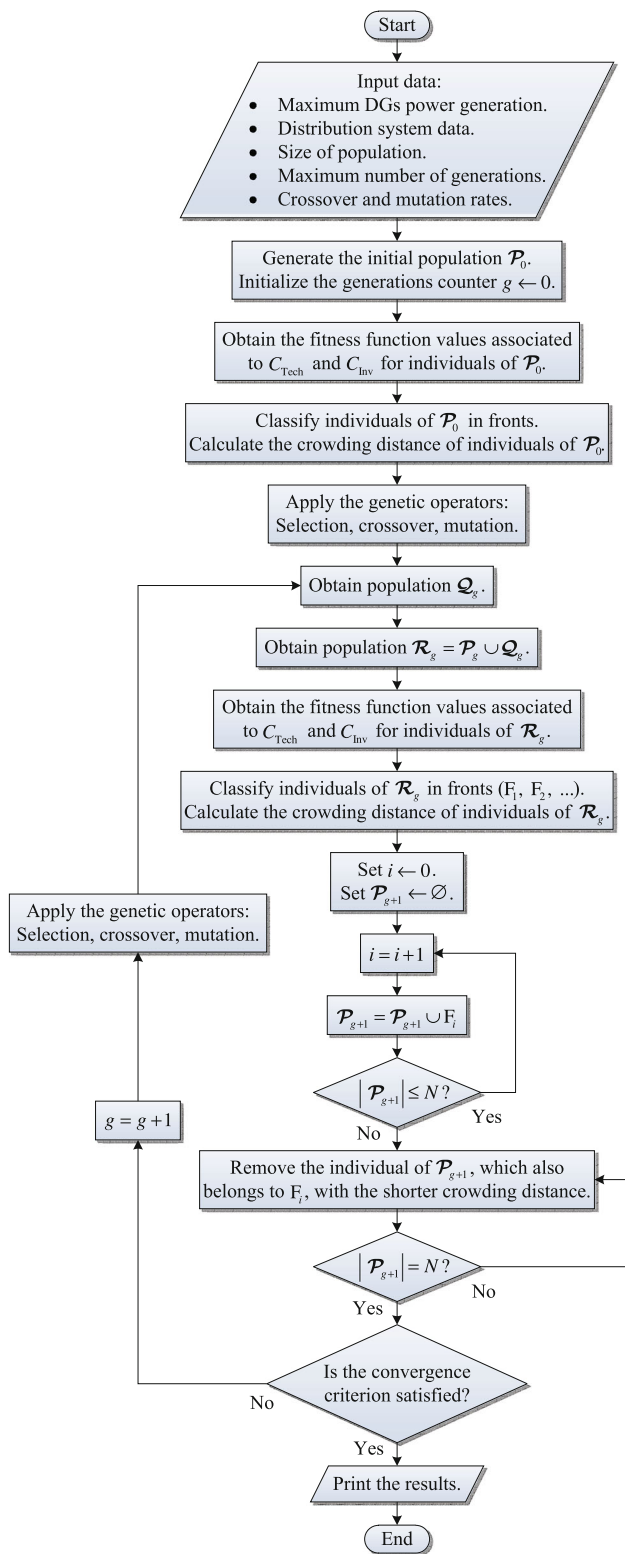 Start
Input data:
• Maximum DGs power generation.
• Distribution system data.
• Size of population.
• Maximum number of generations.
• Crossover and mutation rates.
Generate the initial population 𝓟₀.
Initialize the generations counter g ← 0.
Obtain the fitness function values associated
to C_Tech and C_Inv for individuals of 𝓟₀.
Classify individuals of 𝓟₀ in fronts.
Calculate the crowding distance of individuals of 𝓟₀.
Apply the genetic operators:
Selection, crossover, mutation.
Obtain population 𝓠_g.
Obtain population 𝓡_g = 𝓟_g ∪ 𝓠_g.
Obtain the fitness function values associated
to C_Tech and C_Inv for individuals of 𝓡_g.
Classify individuals of 𝓡_g in fronts (F₁, F₂, ...).
Calculate the crowding distance of individuals of 𝓡_g.
Set i ← 0.
Set 𝓟_{g+1} ← ∅.
Apply the genetic operators:
Selection, crossover, mutation.
i = i+1
𝓟_{g+1} = 𝓟_{g+1} ∪ F_i
|𝓟_{g+1}| ≤ N?
Yes
No
g = g+1
Remove the individual of 𝓟_{g+1}, which also
belongs to F_i, with the shorter crowding distance.
|𝓟_{g+1}| = N?
No
Yes
Is the convergence
criterion satisfied?
No
Yes
Print the results.
End